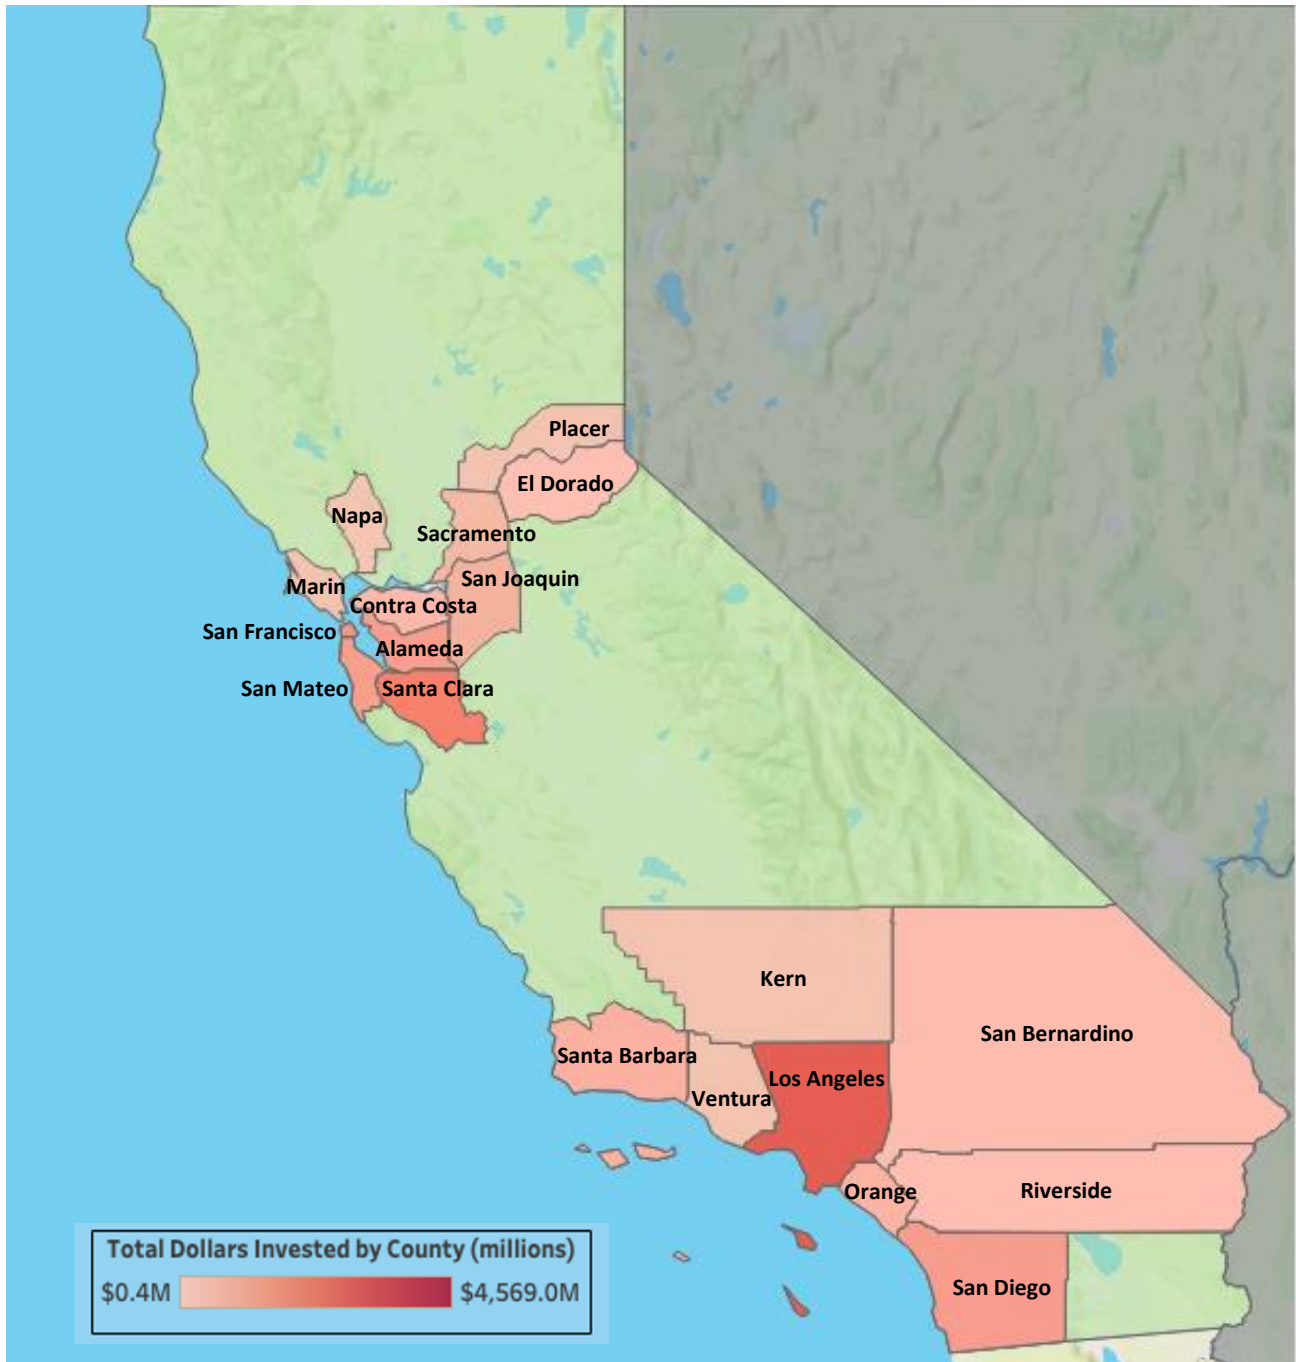 Placer
El Dorado
Napa
Sacramento
San Joaquin
Marin
Contra Costa
San Francisco
Alameda
San Mateo
Santa Clara
Kern
San Bernardino
Santa Barbara
Los Angeles
Ventura
Orange
Riverside
San Diego
Total Dollars Invested by County (millions)
$0.4M
$4,569.0M